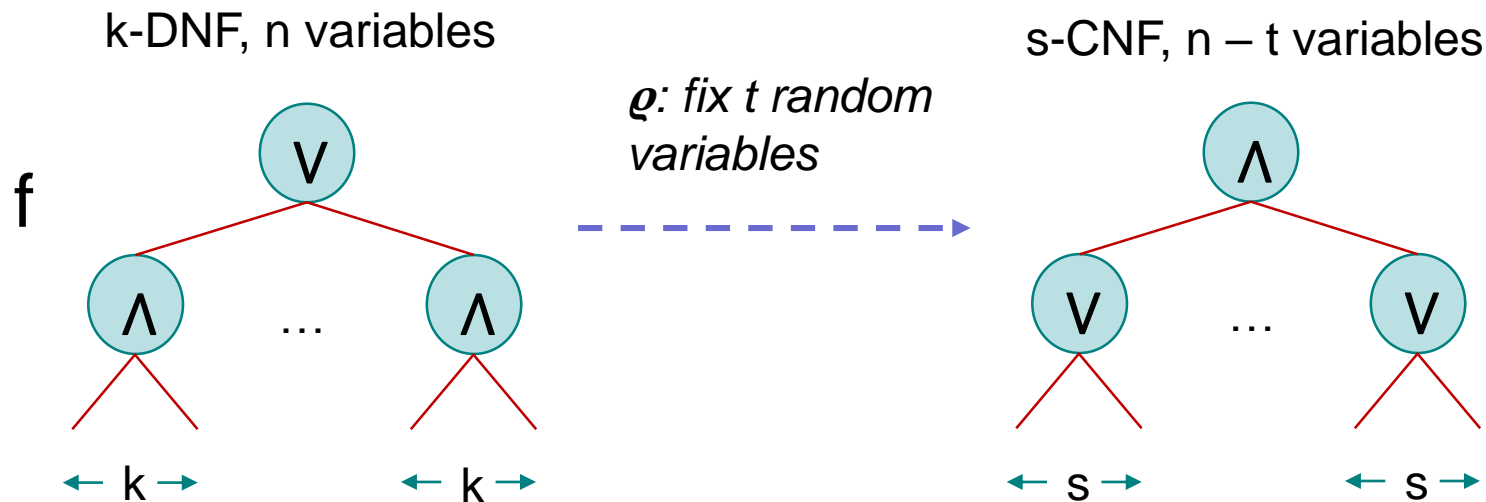 k-DNF, n variables
s-CNF, n – t variables
ϱ: fix t random
variables
f
∨
∧
∧
...
∧
∨
...
∨
k
k
s
s